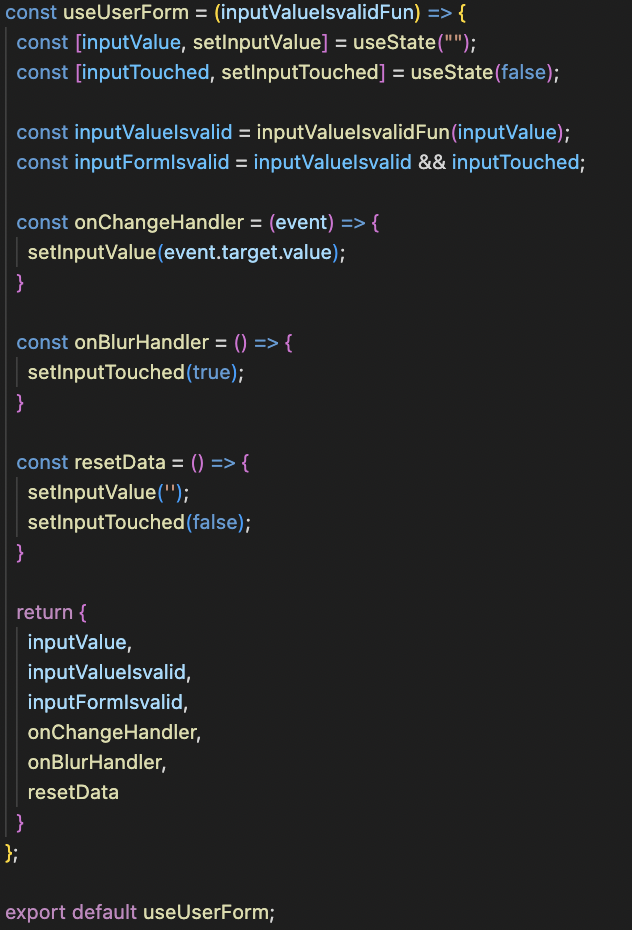 const useUserForm = (inputValueIsvalidFun) => {
  const [inputValue, setInputValue] = useState("");
  const [inputTouched, setInputTouched] = useState(false);

  const inputValueIsvalid = inputValueIsvalidFun(inputValue);
  const inputFormIsvalid = inputValueIsvalid && inputTouched;

  const onChangeHandler = (event) => {
    setInputValue(event.target.value);
  }

  const onBlurHandler = () => {
    setInputTouched(true);
  }

  const resetData = () => {
    setInputValue('');
    setInputTouched(false);
  }

  return {
    inputValue,
    inputValueIsvalid,
    inputFormIsvalid,
    onChangeHandler,
    onBlurHandler,
    resetData
  }
};

export default useUserForm;